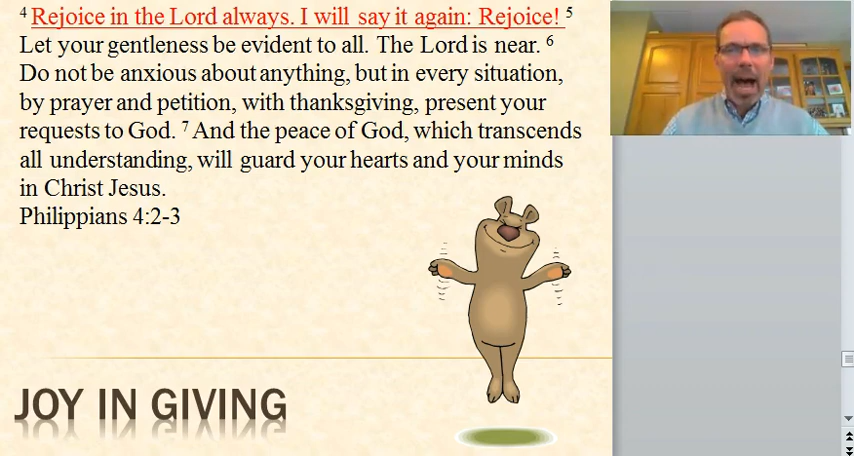 4 Rejoice in the Lord always. I will say it again: Rejoice! 5
Let your gentleness be evident to all. The Lord is near. 6
Do not be anxious about anything, but in every situation,
by prayer and petition, with thanksgiving, present your
requests to God. 7 And the peace of God, which transcends
all understanding, will guard your hearts and your minds
in Christ Jesus.
Philippians 4:2-3
JOY IN GIVING